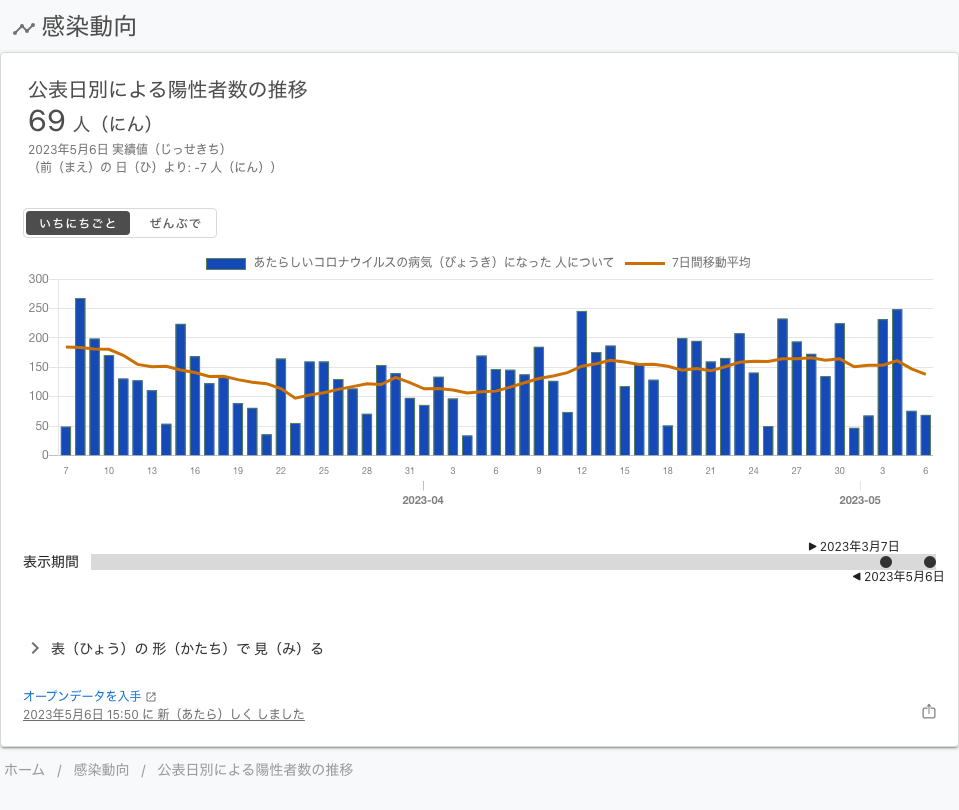 感染動向
公表日別による陽性者数の推移
69 人（にん）
2023年5月6日 実績値（じっせきち）
（前（まえ）の 日（ひ）より: -7 人（にん））
いちにちごと ぜんぶで
あたらしいコロナウイルスの病気（びょうき）になった 人について 7日間移動平均
300
250
200
150
100
50
0
7 10 13 16 19 22 25 28 31 3 6 9 12 15 18 21 24 27 30 3 6
2023-04 2023-05
▶ 2023年3月7日
表示期間
◀ 2023年5月6日
表（ひょう）の 形（かたち）で 見（み）る
オープンデータを入手
2023年5月6日 15:50 に 新（あたら）しく しました
ホーム / 感染動向 / 公表日別による陽性者数の推移